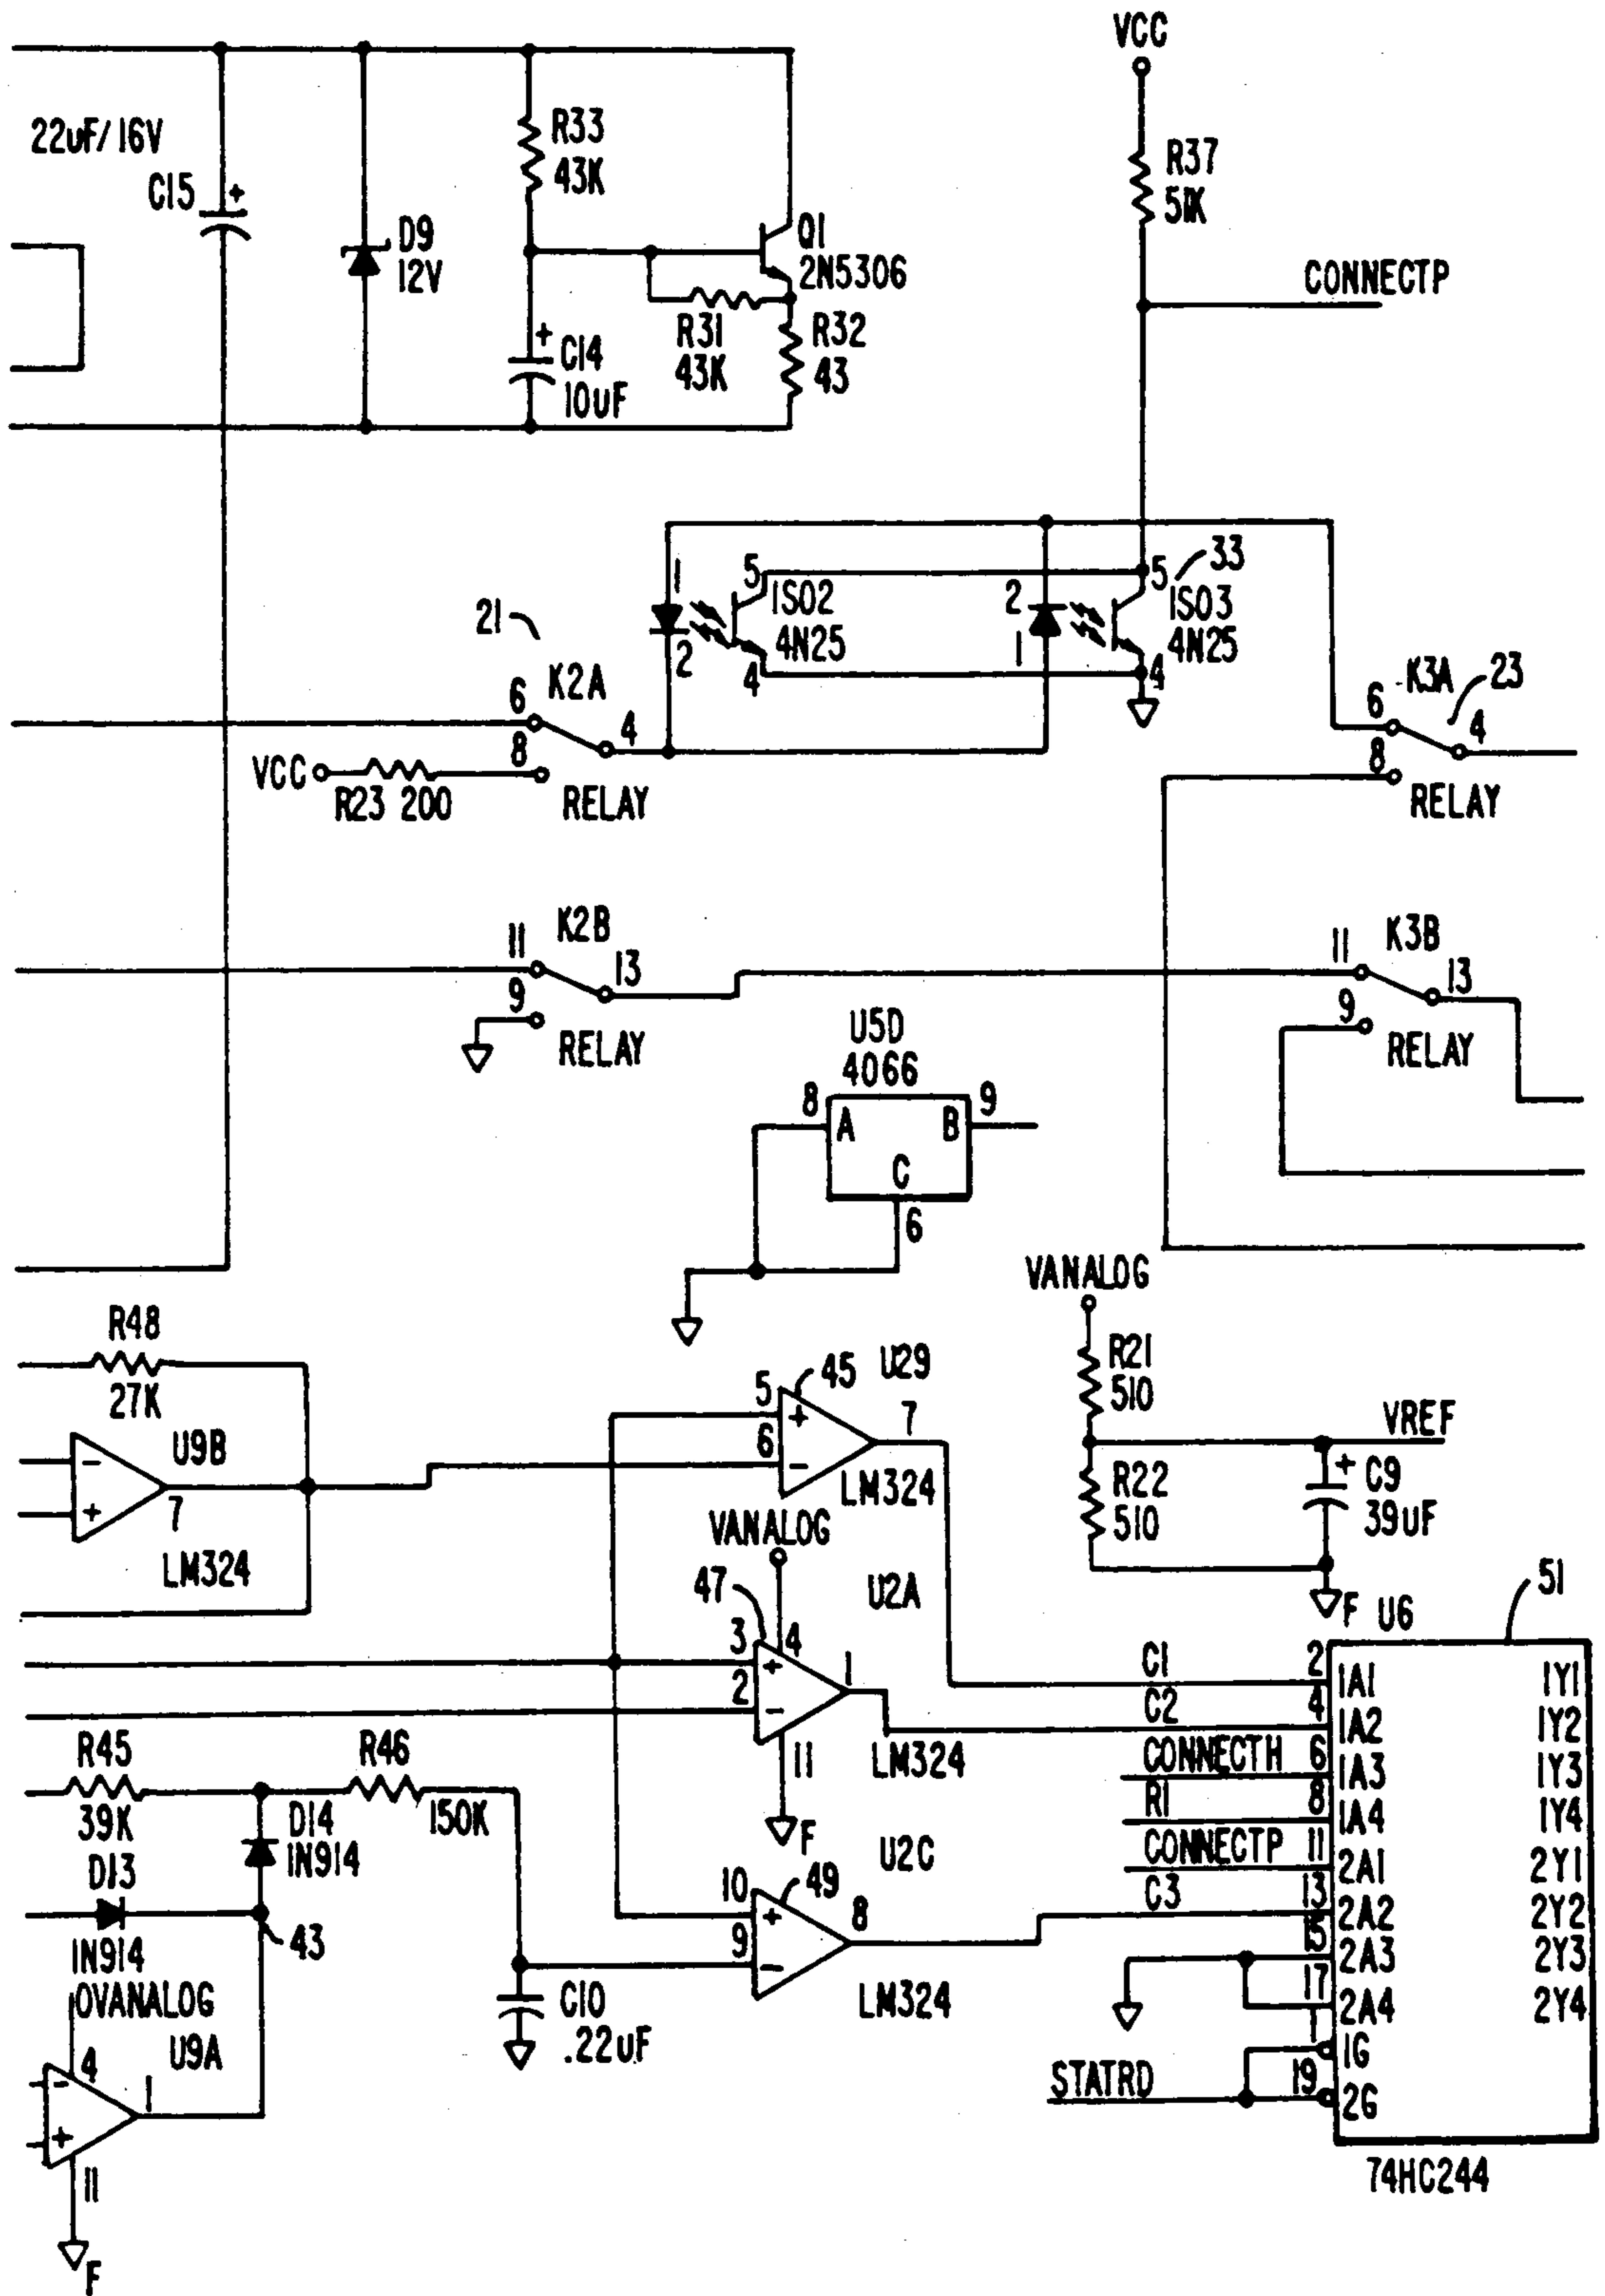 VCC
22uF/16V
C15
+
R33
43K
D9
12V
Q1
2N5306
R31
43K
R32
43
+
C14
10uF
R37
51K
CONNECTP
1
2
5
ISO2
4N25
4
2
1
5
33
ISO3
4N25
4
21
K2A
6
4
8
VCC
R23 200
RELAY
K3A
23
6
4
8
RELAY
K2B
11
13
9
RELAY
K3B
11
13
9
RELAY
U5D
4066
8
A
B
9
C
6
VANALOG
R21
510
VREF
R22
510
+
C9
39uF
F
R48
27K
U9B
-
+
7
LM324
45
U29
5
+
6
-
7
LM324
VANALOG
47
U2A
3
4
+
2
-
1
11
LM324
F
U2C
10
49
+
9
-
8
LM324
R45
39K
R46
150K
D14
1N914
D13
1N914
43
OVANALOG
U9A
4
-
+
1
11
F
C10
.22uF
U6
51
C1
2
1A1
1Y1
C2
4
1A2
1Y2
CONNECTH
6
1A3
1Y3
R1
8
1A4
1Y4
CONNECTP
11
2A1
2Y1
C3
13
2A2
2Y2
15
2A3
2Y3
17
2A4
2Y4
1
1G
STATRD
19
2G
74HC244